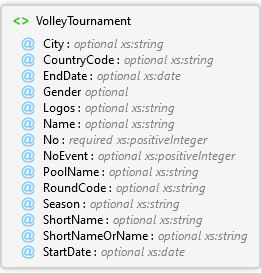 <> VolleyTournament
@ City : optional xs:string
@ CountryCode : optional xs:string
@ EndDate : optional xs:date
@ Gender optional
@ Logos : optional xs:string
@ Name : optional xs:string
@ No : required xs:positiveInteger
@ NoEvent : optional xs:positiveInteger
@ PoolName : optional xs:string
@ RoundCode : optional xs:string
@ Season : optional xs:string
@ ShortName : optional xs:string
@ ShortNameOrName : optional xs:string
@ StartDate : optional xs:date